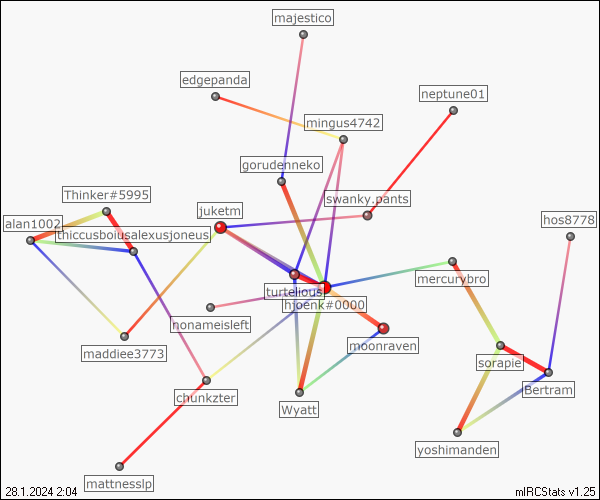 majestico
edgepanda
neptune01
mingus4742
gorudenneko
Thinker#5995
swanky.pants
juketm
alan1002
hos8778
thiccusboiusalexusjoneus
mercurybro
turtelious
hjoenk#0000
nonameisleft
moonraven
maddiee3773
sorapie
chunkzter
Bertram
Wyatt
yoshimanden
mattnesslp
28.1.2024 2:04
mIRCStats v1.25